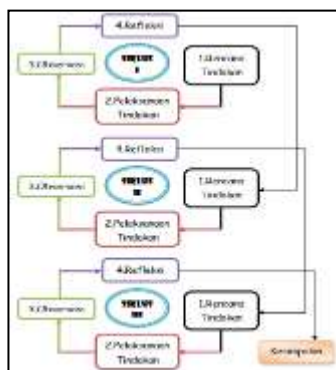 4.Refleksi
3.Observasi
SIKLUS
I
1.Rencana
Tindakan
2.Pelaksanaan
Tindakan
4.Refleksi
3.Observasi
SIKLUS
II
1.Rencana
Tindakan
2.Pelaksanaan
Tindakan
4.Refleksi
3.Observasi
SIKLUS
III
1.Rencana
Tindakan
2.Pelaksanaan
Tindakan
Kesimpulan